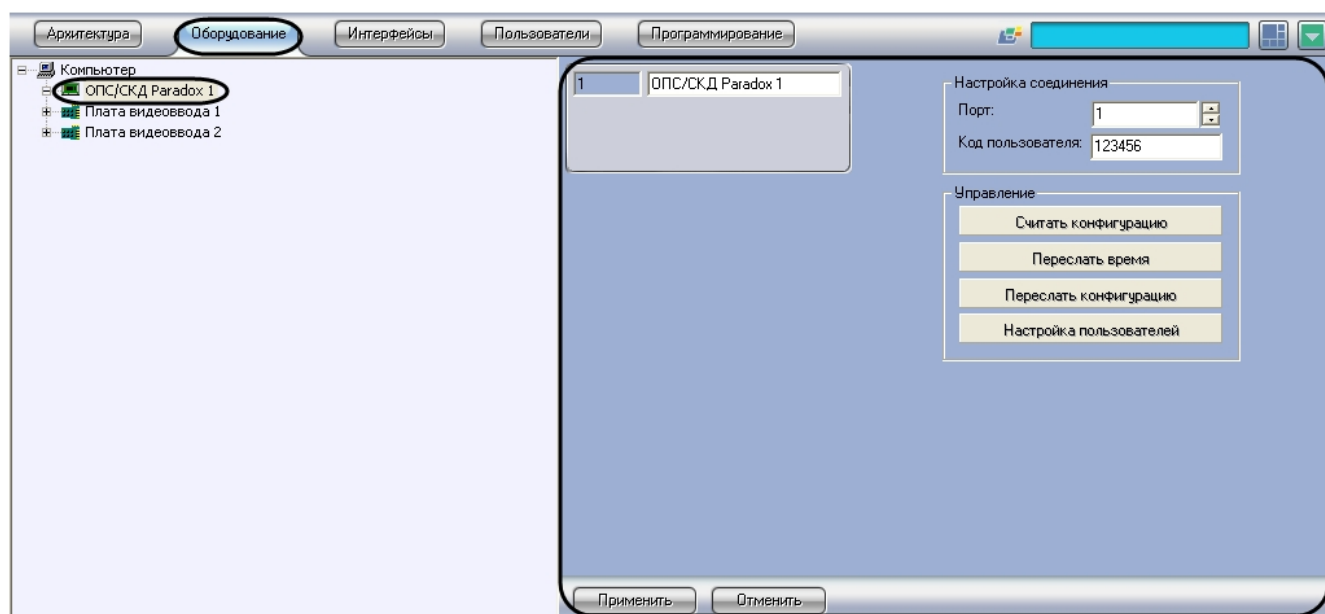 Архитектура Оборудование Интерфейсы Пользователи Программирование
Компьютер
ОПС/СКД Paradox 1
Плата видеоввода 1
Плата видеоввода 2
1 ОПС/СКД Paradox 1
Настройка соединения
Порт: 1
Код пользователя: 123456
Управление
Считать конфигурацию
Переслать время
Переслать конфигурацию
Настройка пользователей
Применить Отменить